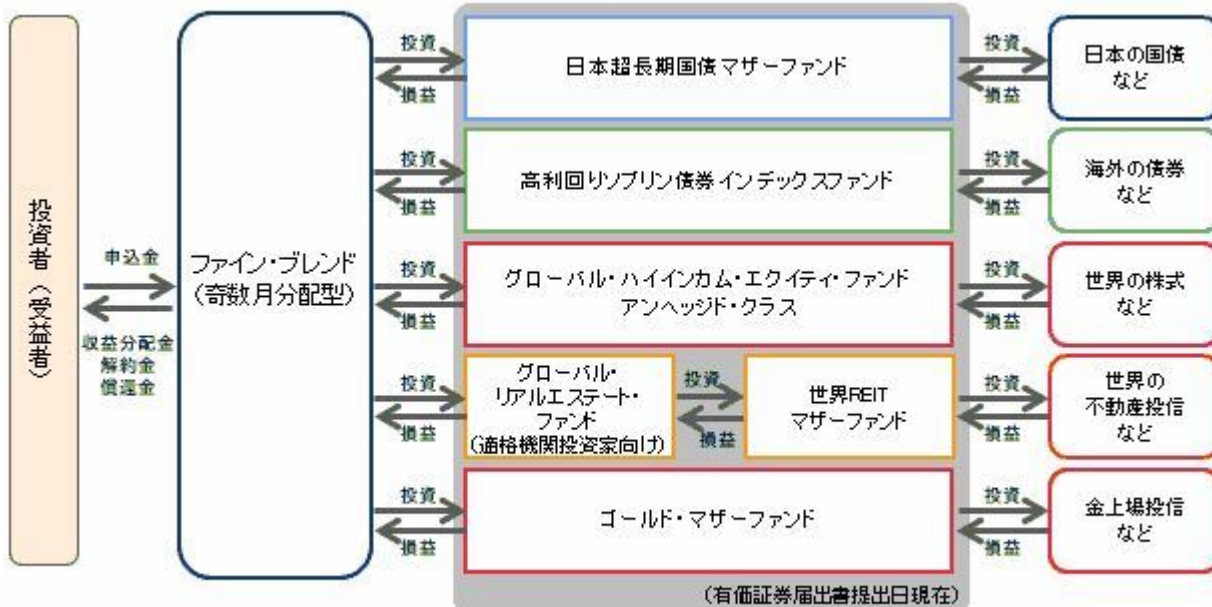 投資者（受益者）
申込金
収益分配金
解約金
償還金
ファイン・ブレンド
（奇数月分配型）
投資
損益
日本超長期国債マザーファンド
投資
損益
日本の国債
など
投資
損益
高利回りソブリン債券インデックスファンド
投資
損益
海外の債券
など
投資
損益
グローバル・ハイインカム・エクイティ・ファンド
アンヘッジド・クラス
投資
損益
世界の株式
など
投資
損益
グローバル・
リアルエステート・
ファンド
（適格機関投資家向け）
投資
損益
世界REIT
マザーファンド
投資
損益
世界の
不動産投信
など
投資
損益
ゴールド・マザーファンド
投資
損益
金上場投信
など
（有価証券届出書提出日現在）